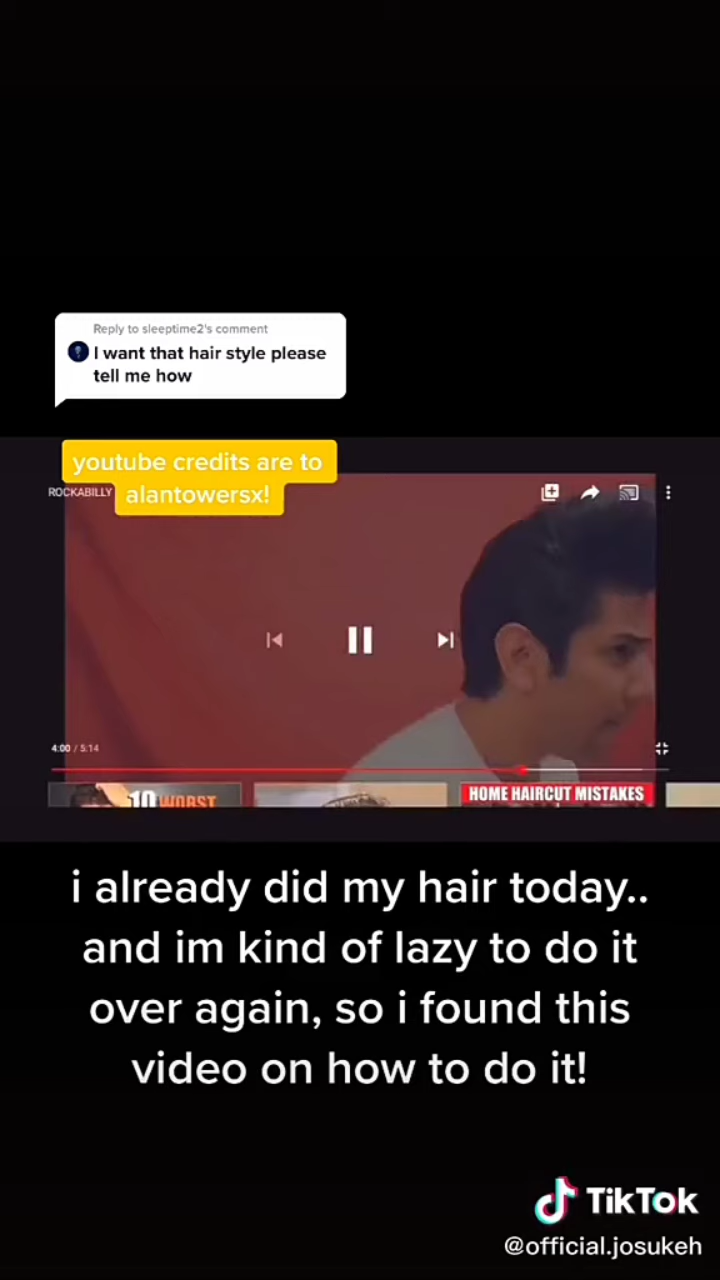 Reply to sleeptime2's comment
I want that hair style please
tell me how
youtube credits are to
alantowersx!
ROCKABILLY
4:00 / 5:14
10 WORST
HOME HAIRCUT MISTAKES
i already did my hair today..
and im kind of lazy to do it
over again, so i found this
video on how to do it!
TikTok
@official.josukeh